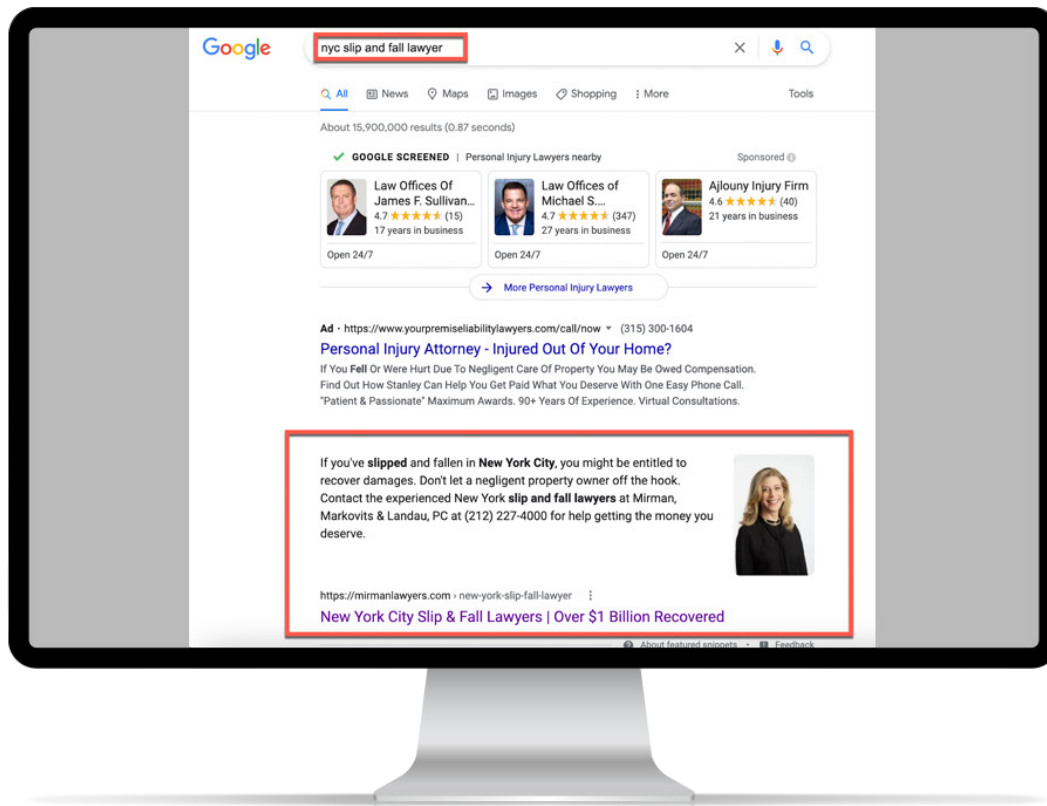 Google
nyc slip and fall lawyer
All News Maps Images Shopping More Tools
About 15,900,000 results (0.87 seconds)
GOOGLE SCREENED | Personal Injury Lawyers nearby Sponsored
Law Offices Of
James F. Sullivan...
4.7 (15)
17 years in business
Open 24/7
Law Offices of
Michael S....
4.7 (347)
27 years in business
Open 24/7
Ajlouny Injury Firm
4.6 (40)
21 years in business
Open 24/7
More Personal Injury Lawyers
Ad · https://www.yourpremiseliabilitylawyers.com/call/now (315) 300-1604
Personal Injury Attorney - Injured Out Of Your Home?
If You Fell Or Were Hurt Due To Negligent Care Of Property You May Be Owed Compensation.
Find Out How Stanley Can Help You Get Paid What You Deserve With One Easy Phone Call.
"Patient & Passionate" Maximum Awards. 90+ Years Of Experience. Virtual Consultations.
If you've slipped and fallen in New York City, you might be entitled to
recover damages. Don't let a negligent property owner off the hook.
Contact the experienced New York slip and fall lawyers at Mirman,
Markovits & Landau, PC at (212) 227-4000 for help getting the money you
deserve.
https://mirmanlawyers.com › new-york-slip-fall-lawyer
New York City Slip & Fall Lawyers | Over $1 Billion Recovered
About featured snippets · Feedback